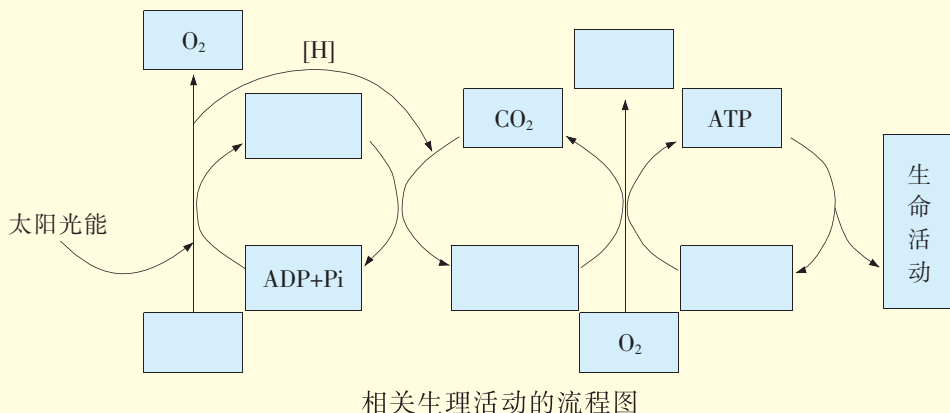 O₂
[H]
CO₂
ATP
生命活动
太阳光能
ADP+Pi
O₂
相关生理活动的流程图